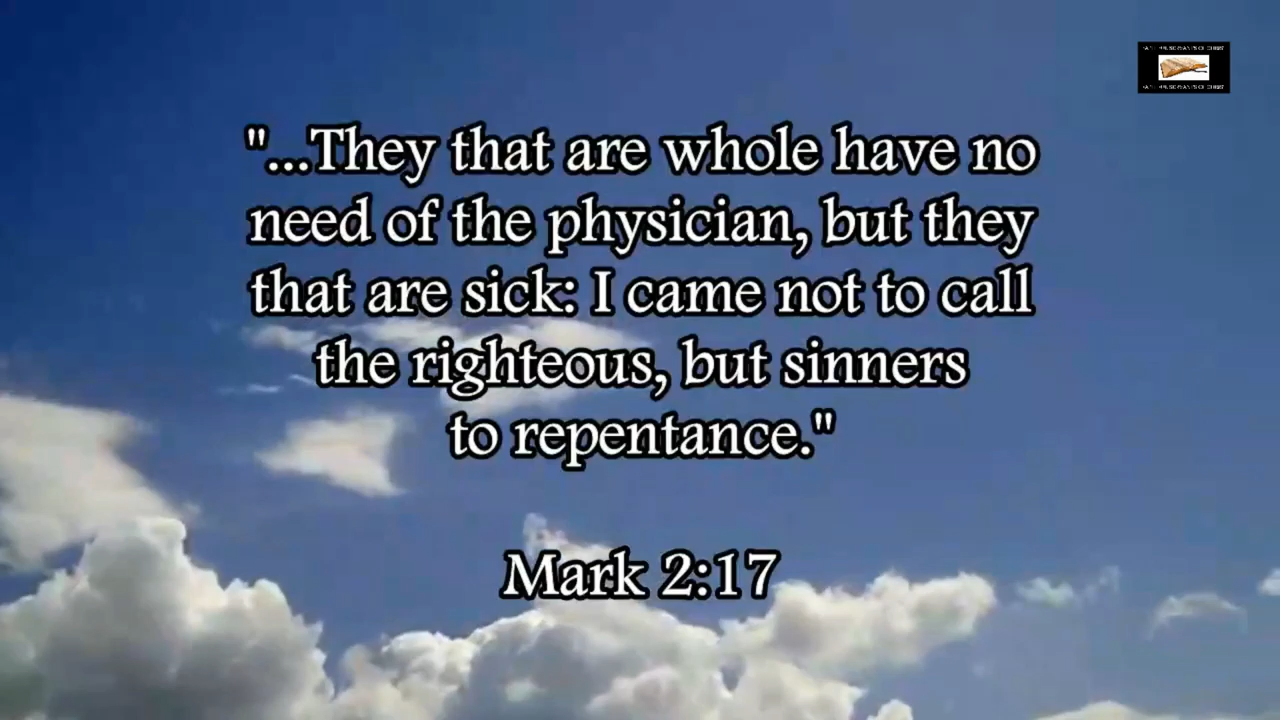 "...They that are whole have no
need of the physician, but they
that are sick: I came not to call
the righteous, but sinners
to repentance."
Mark 2:17